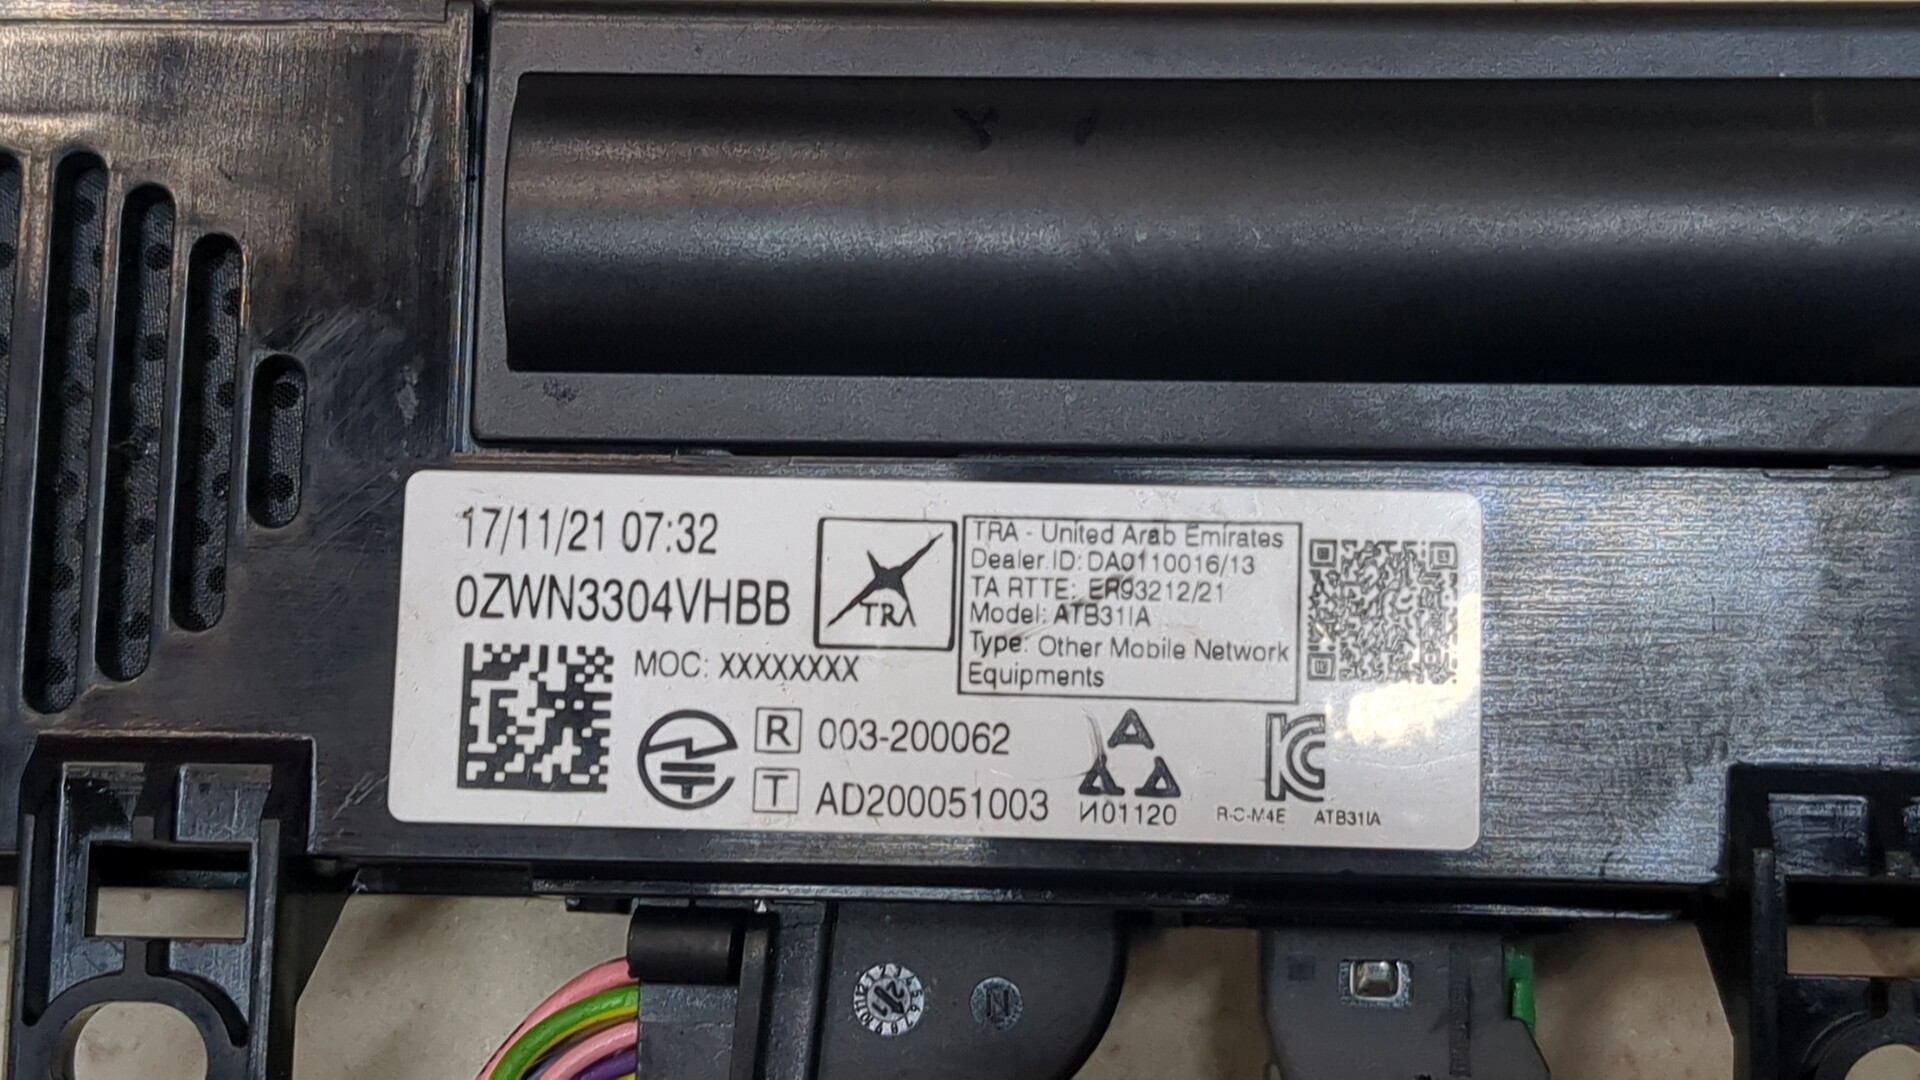 17/11/21 07:32
0ZWN3304VHBB
MOC: XXXXXXXX
TRA
TRA - United Arab Emirates
Dealer ID: DA0110016/13
TA RTTE: ER93212/21
Model: ATB31IA
Type: Other Mobile Network
Equipments
R 003-200062
T AD200051003
И01120
R-C-M4E ATB31IA